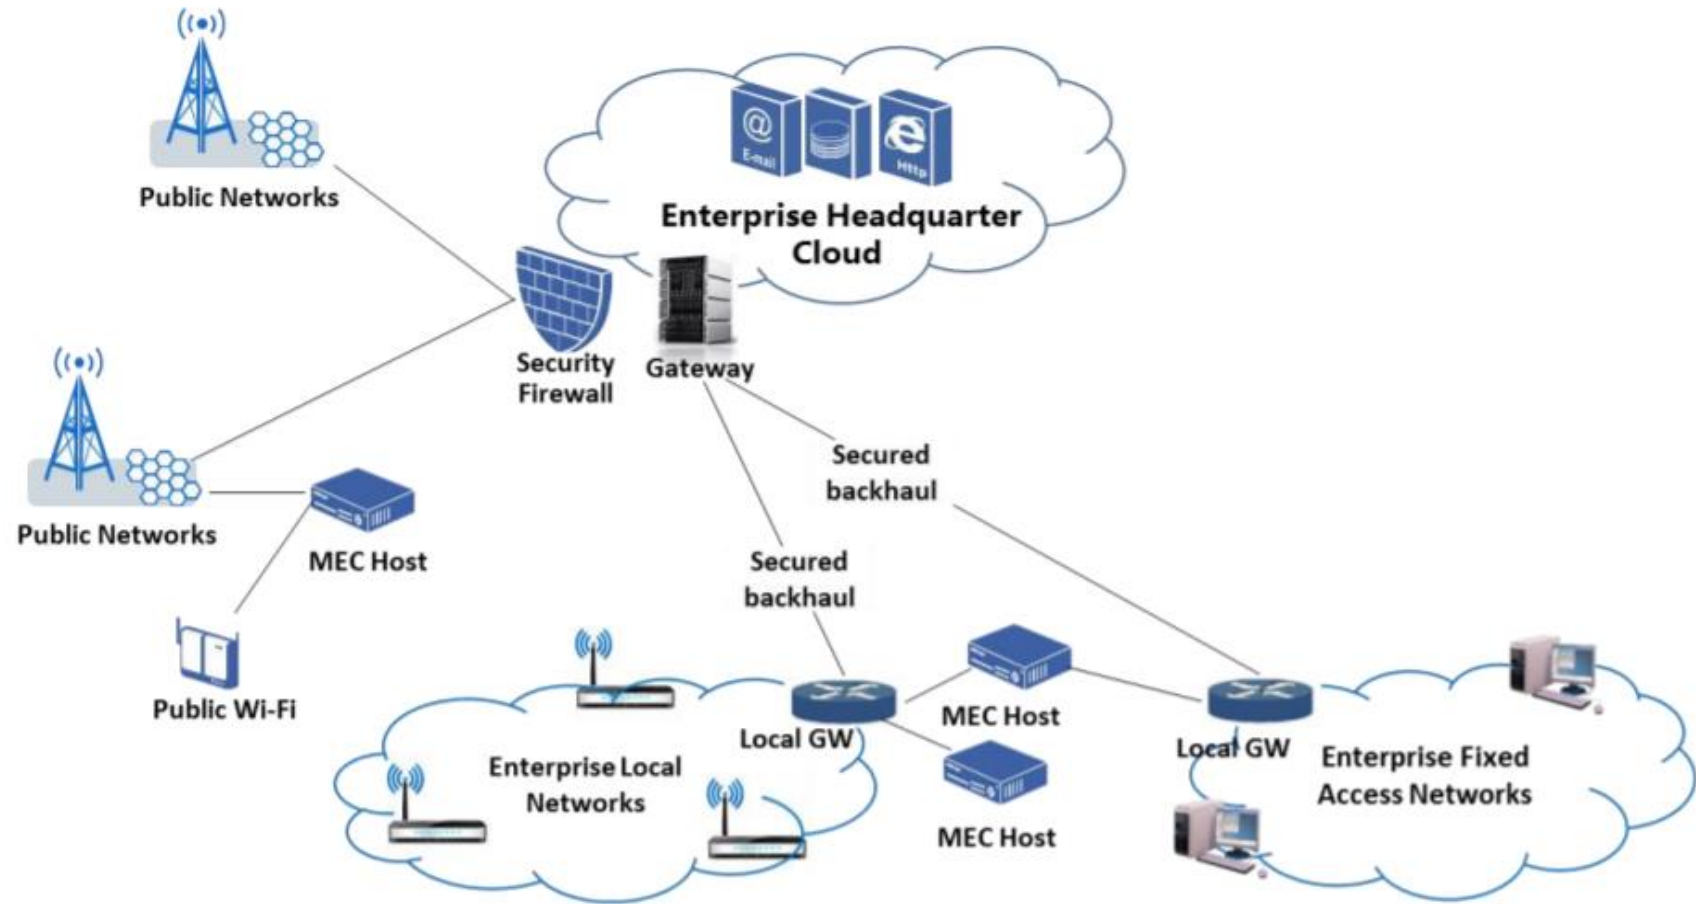 @
E-mail
Http
Public Networks
Enterprise Headquarter
Cloud
Security
Firewall
Gateway
Secured
backhaul
Public Networks
MEC Host
Secured
backhaul
Public Wi-Fi
MEC Host
Local GW
Local GW
Enterprise Local
Networks
Enterprise Fixed
Access Networks
MEC Host